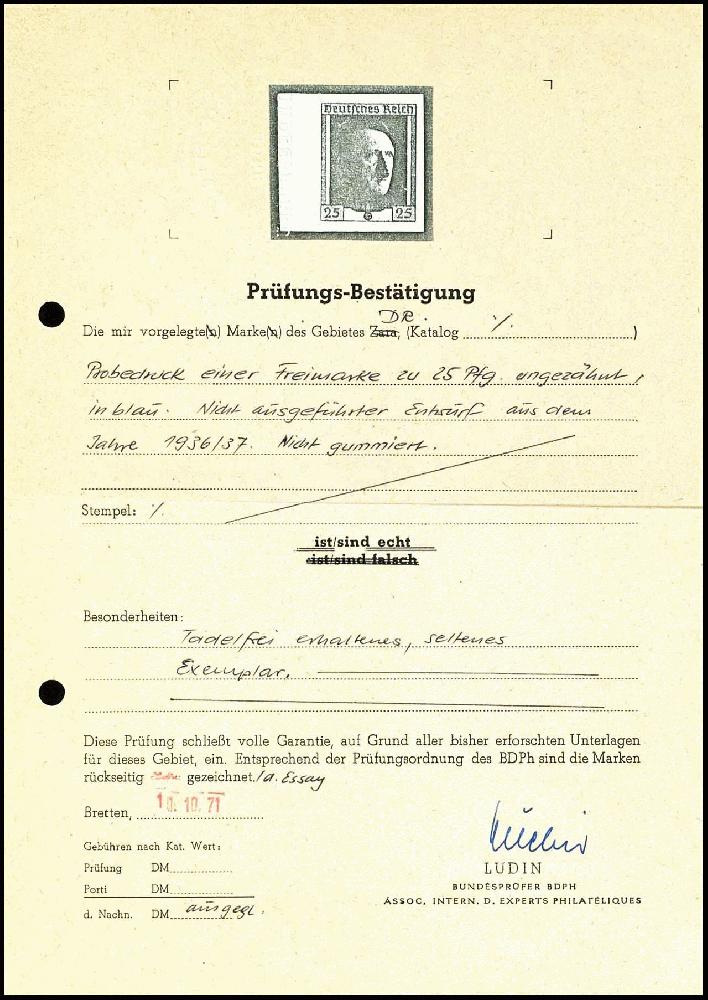 Deutsches Reich
25 25
Prüfungs-Bestätigung
DR.
Die mir vorgelegte(n) Marke(n) des Gebietes Zara, (Katalog ·/. )
Probedruck einer Freimarke zu 25 Pfg. ungezähnt,
in blau. Nicht ausgeführter Entwurf aus dem
Jahre 1936/37. Nicht gummiert.
Stempel: ·/.
ist/sind echt
ist/sind falsch
Besonderheiten:
Tadelfrei erhaltenes, seltenes
Exemplar.
Diese Prüfung schließt volle Garantie, auf Grund aller bisher erforschten Unterlagen
für dieses Gebiet, ein. Entsprechend der Prüfungsordnung des BDPh sind die Marken
rückseitig gezeichnet./a. Essay
Bretten, 10. 10. 71
Gebühren nach Kat. Wert:
Prüfung DM
Porti DM
d. Nachn. DM ausgegl.
Ludin
LUDIN
BUNDESPRÜFER BDPH
ASSOC. INTERN. D. EXPERTS PHILATÉLIQUES